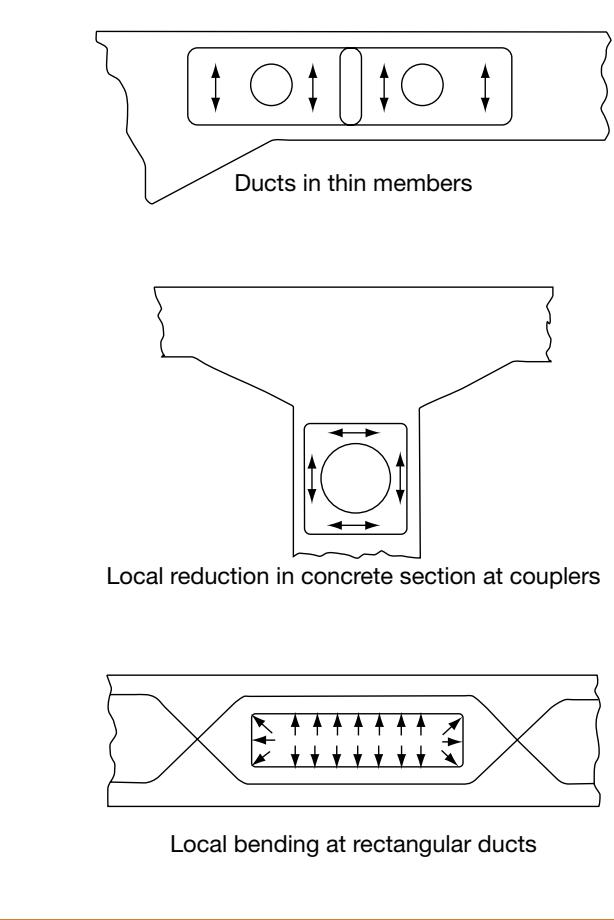 Ducts in thin members
Local reduction in concrete section at couplers
Local bending at rectangular ducts